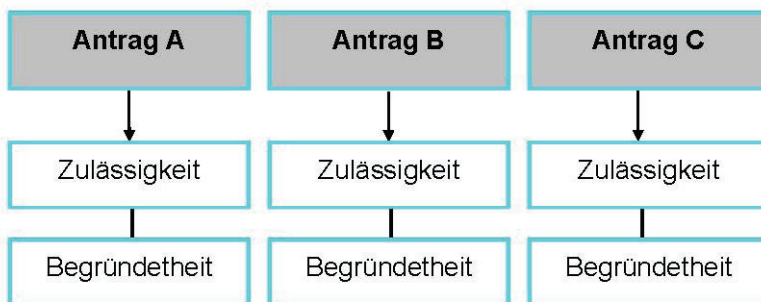 Antrag A
Antrag B
Antrag C
Zulässigkeit
Zulässigkeit
Zulässigkeit
Begründetheit
Begründetheit
Begründetheit